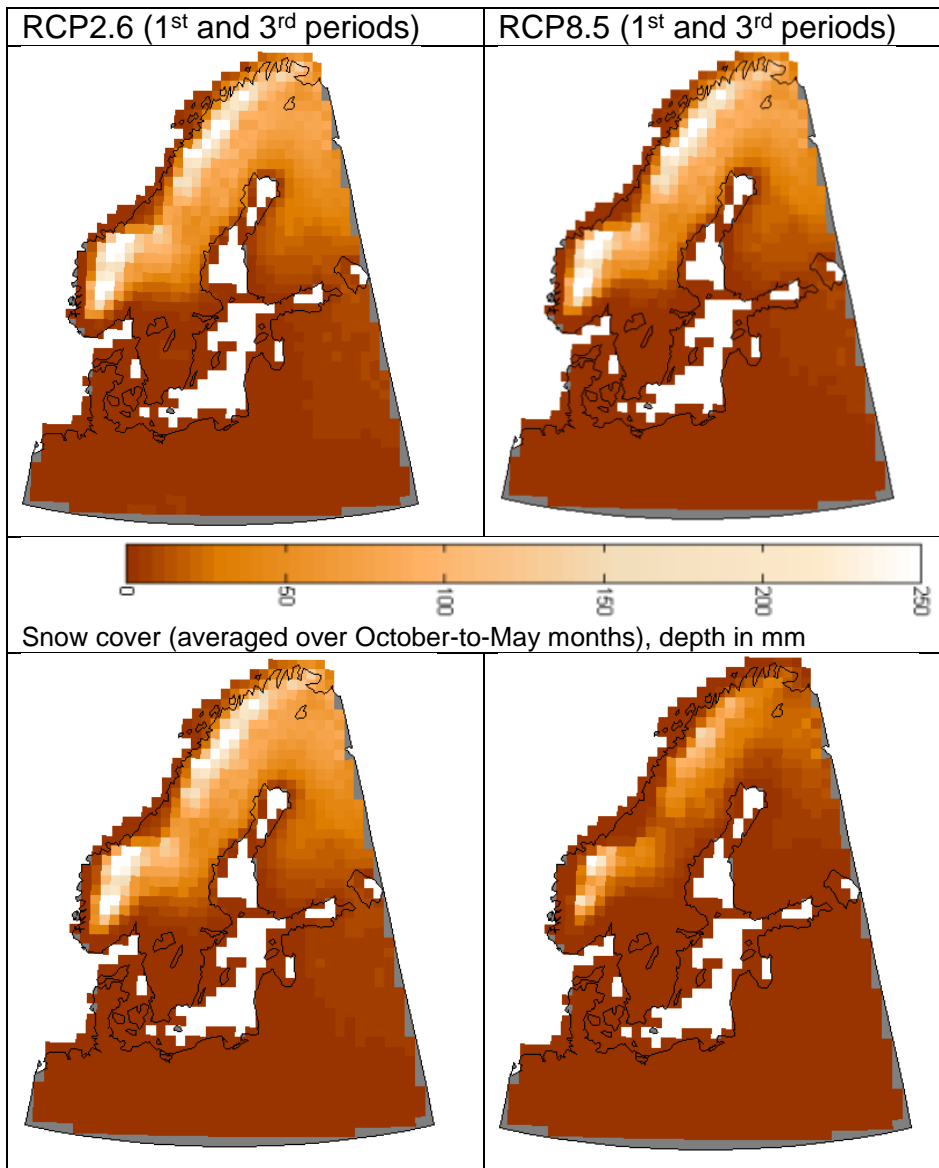 RCP2.6 (1st and 3rd periods)
RCP8.5 (1st and 3rd periods)
0 50 100 150 200 250
Snow cover (averaged over October-to-May months), depth in mm